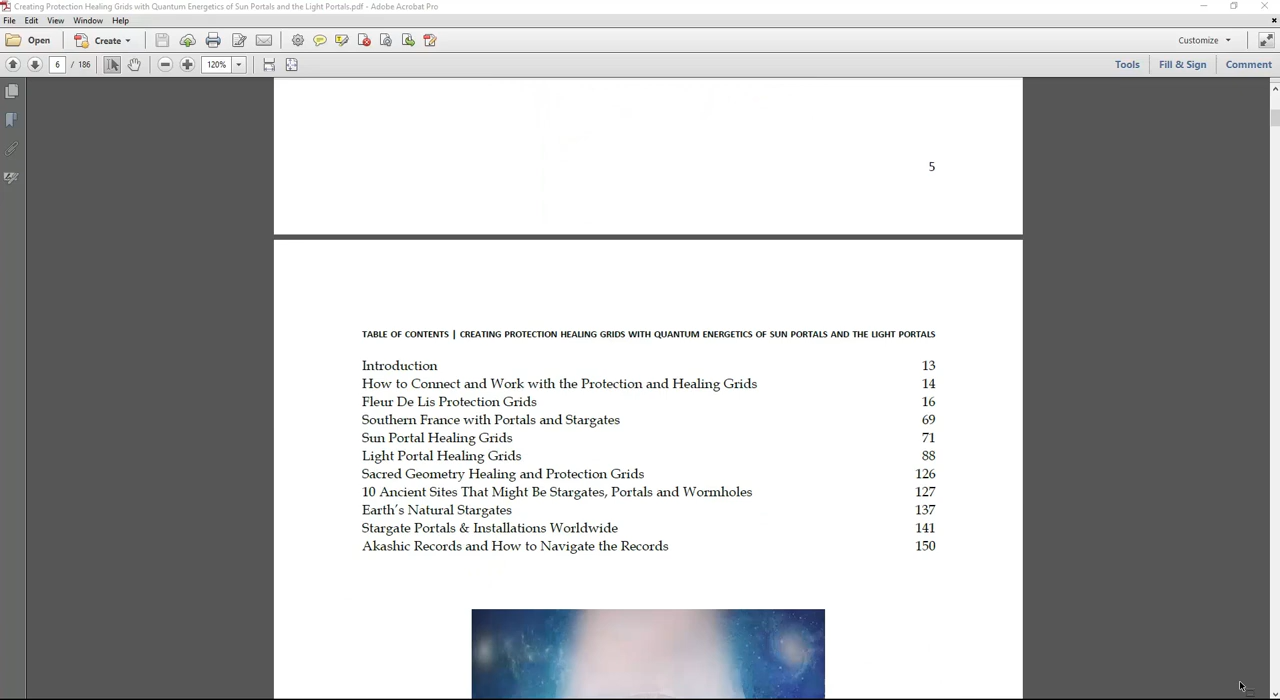 Creating Protection Healing Grids with Quantum Energetics of Sun Portals and the Light Portals.pdf - Adobe Acrobat Pro
File Edit View Window Help
Open Create Customize
6 / 186 120% Tools Fill & Sign Comment
5
TABLE OF CONTENTS | CREATING PROTECTION HEALING GRIDS WITH QUANTUM ENERGETICS OF SUN PORTALS AND THE LIGHT PORTALS
Introduction 13
How to Connect and Work with the Protection and Healing Grids 14
Fleur De Lis Protection Grids 16
Southern France with Portals and Stargates 69
Sun Portal Healing Grids 71
Light Portal Healing Grids 88
Sacred Geometry Healing and Protection Grids 126
10 Ancient Sites That Might Be Stargates, Portals and Wormholes 127
Earth's Natural Stargates 137
Stargate Portals & Installations Worldwide 141
Akashic Records and How to Navigate the Records 150